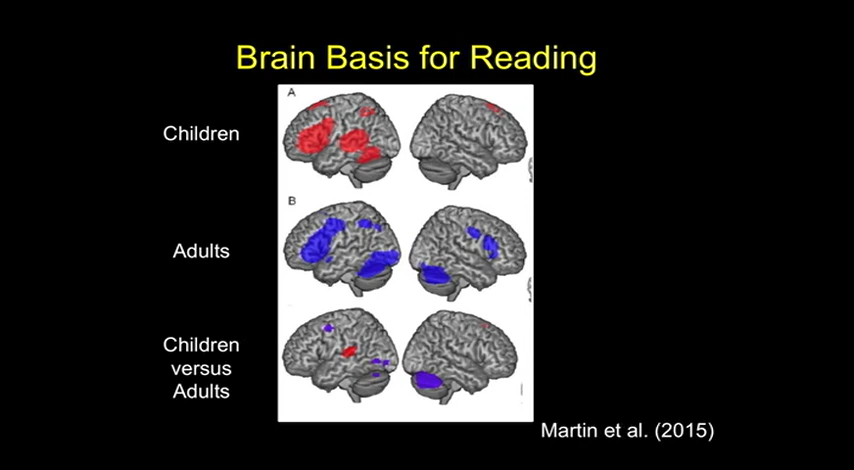 Brain Basis for Reading
A
Children
B
Adults
Children
versus
Adults
Martin et al. (2015)